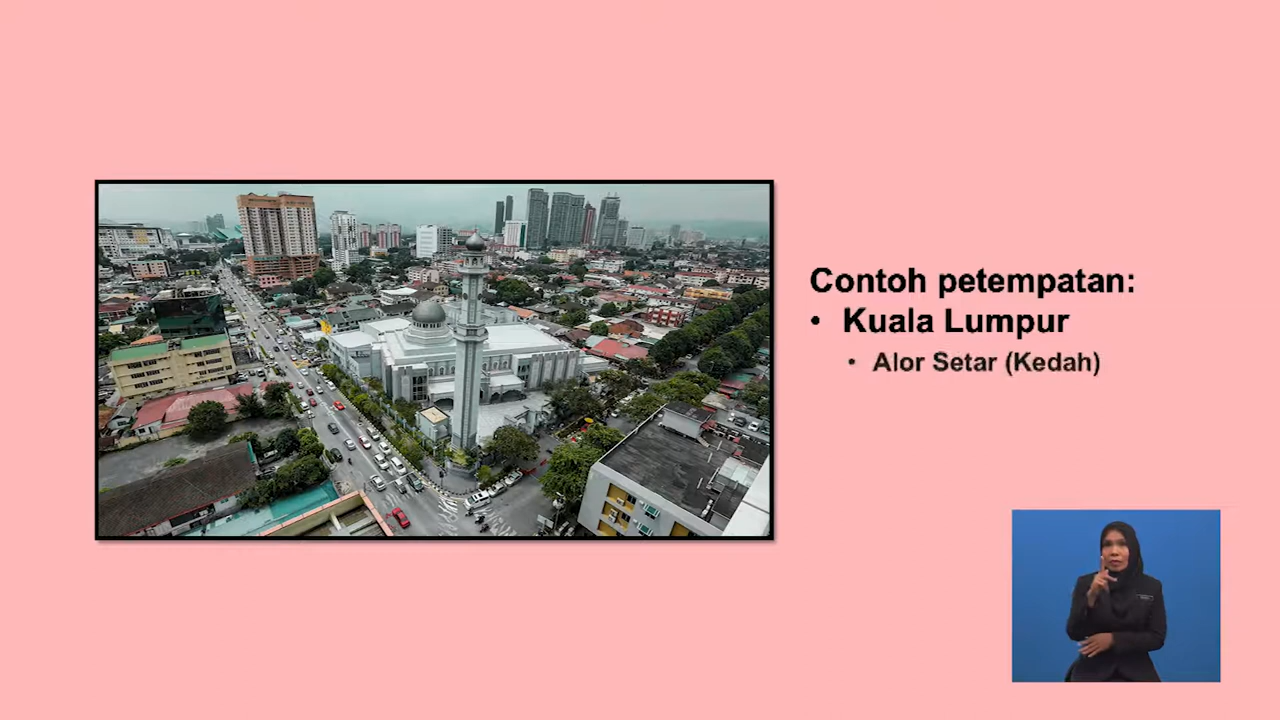 Contoh petempatan:
• Kuala Lumpur
• Alor Setar (Kedah)